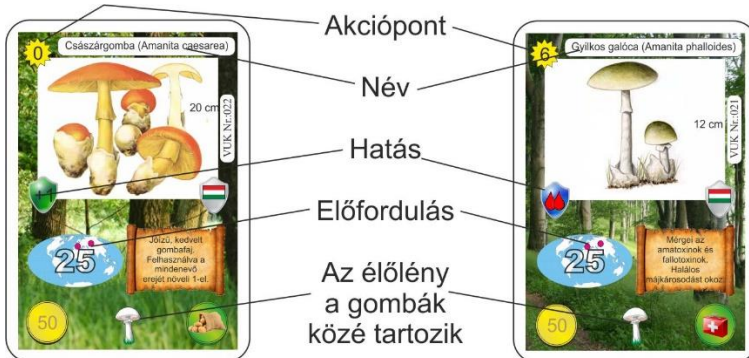 Akciópont
Név
Hatás
Előfordulás
Az élőlény
a gombák
közé tartozik
0
Császárgomba (Amanita caesarea)
20 cm
VUK Nr.:022
+1
25
Jóízű, kedvelt
gombafaj.
Felhasználva a
mindenevő
erejét növeli 1-el.
50
6
Gyilkos galóca (Amanita phalloides)
12 cm
VUK Nr.:021
25
Mérgei az
amatoxinok és
fallotoxinok.
Halálos
májkárosodást okoz.
50